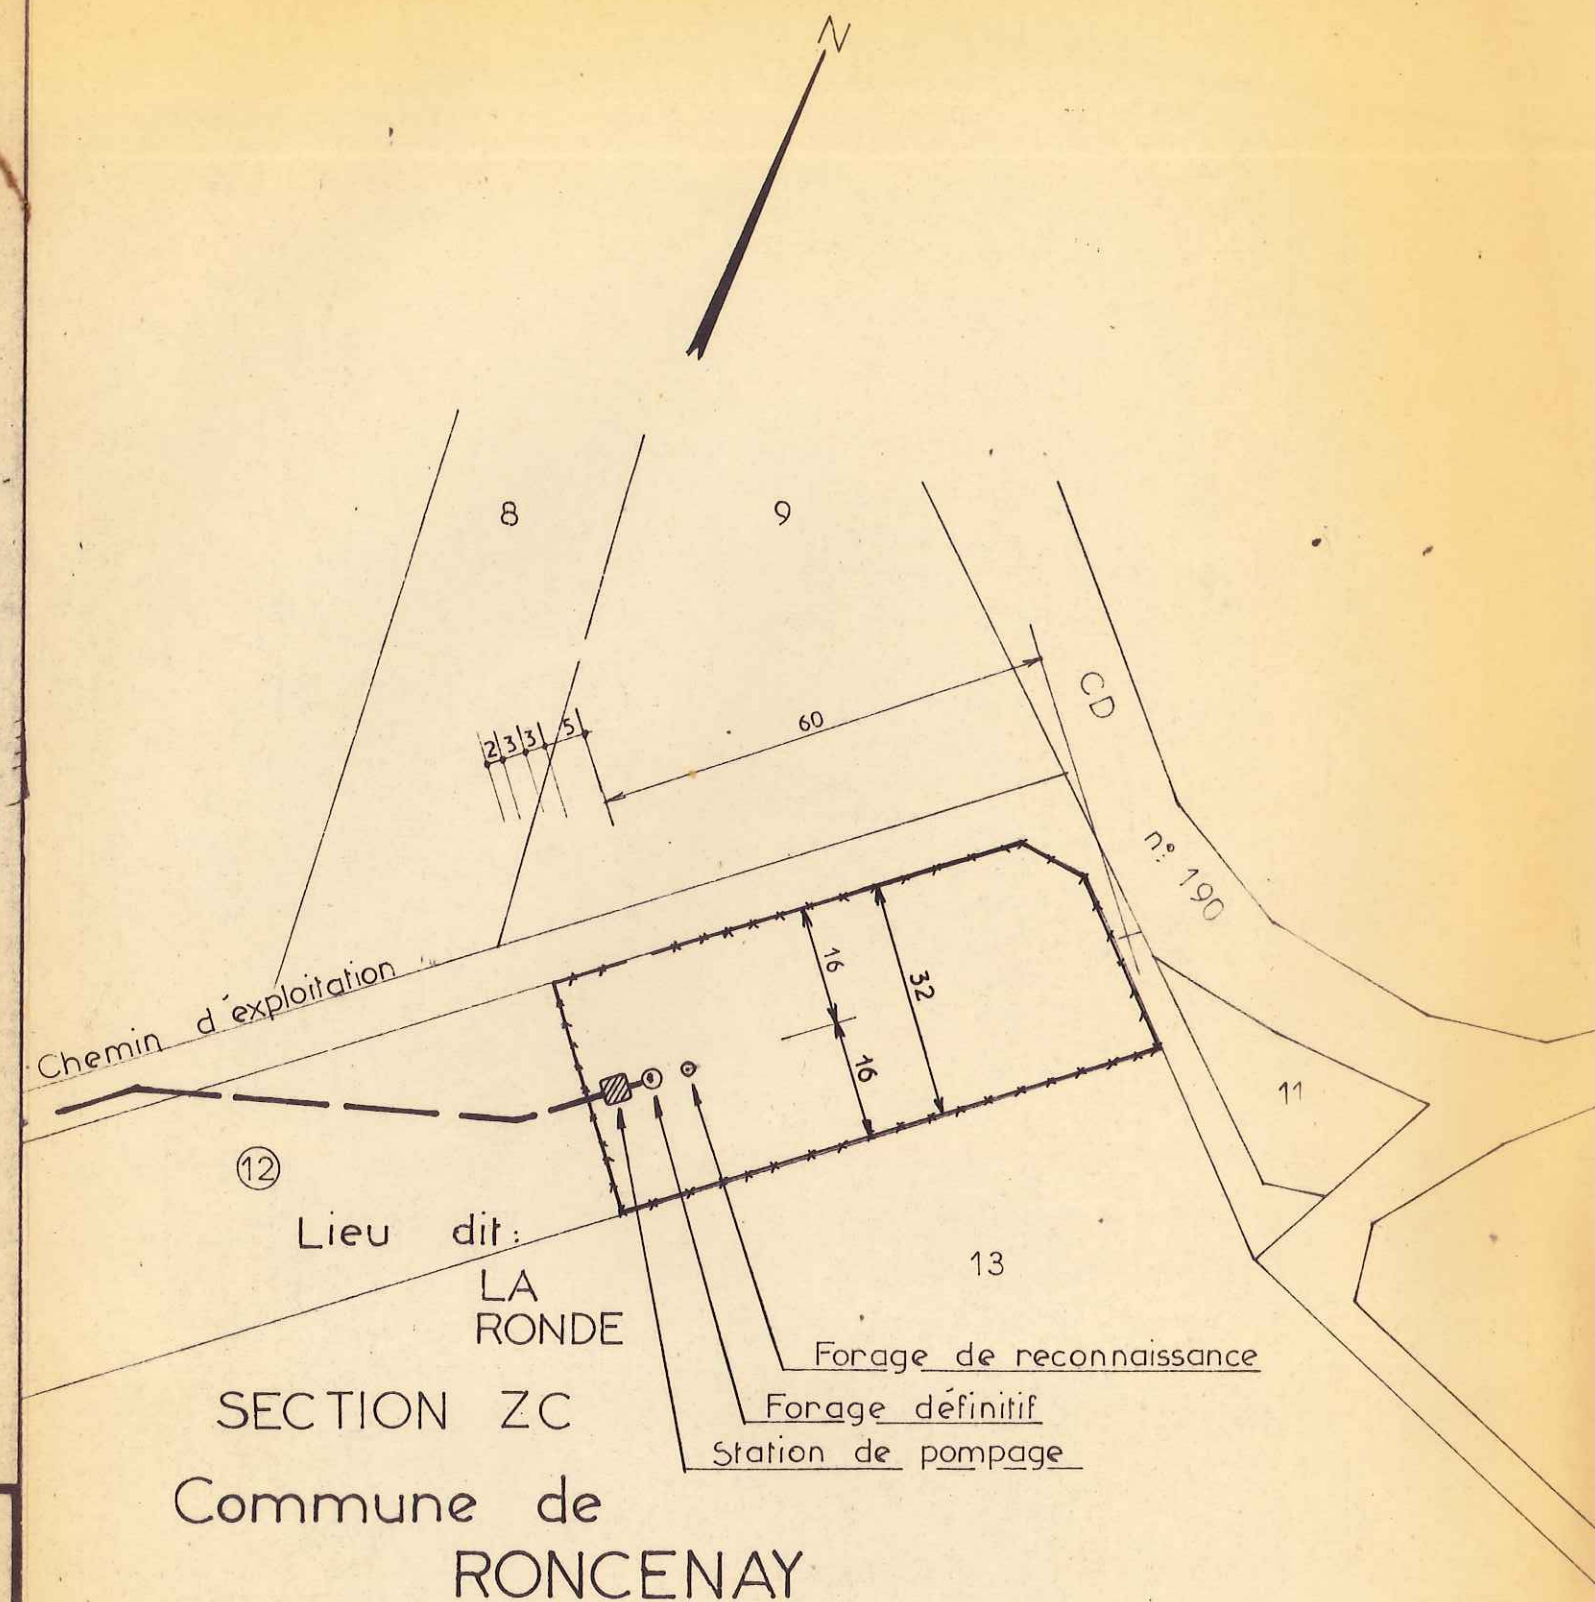 N
8
9
CD
60
2 3 3 5
n° 190
16
32
Chemin d'exploitation
16
11
12
Lieu dit :
LA
RONDE
13
Forage de reconnaissance
SECTION ZC
Forage définitif
Station de pompage
Commune de
RONCENAY